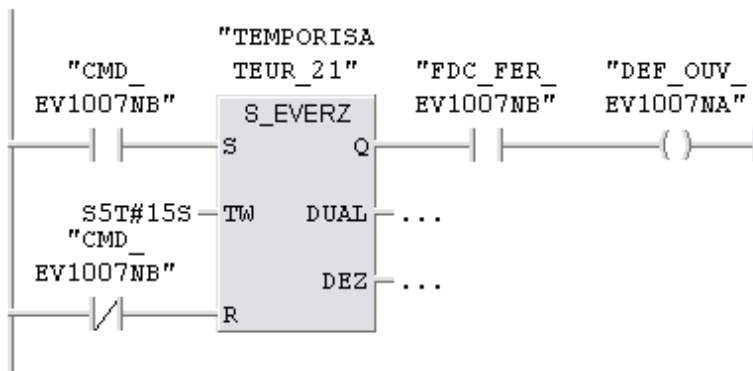 "TEMPORISA
TEUR_21"
"CMD_
EV1007NB"
"FDC_FER_
EV1007NB"
"DEF_OUV_
EV1007NA"
S_EVERZ
S Q
S5T#15S TW DUAL ...
"CMD_
EV1007NB"
DEZ ...
R